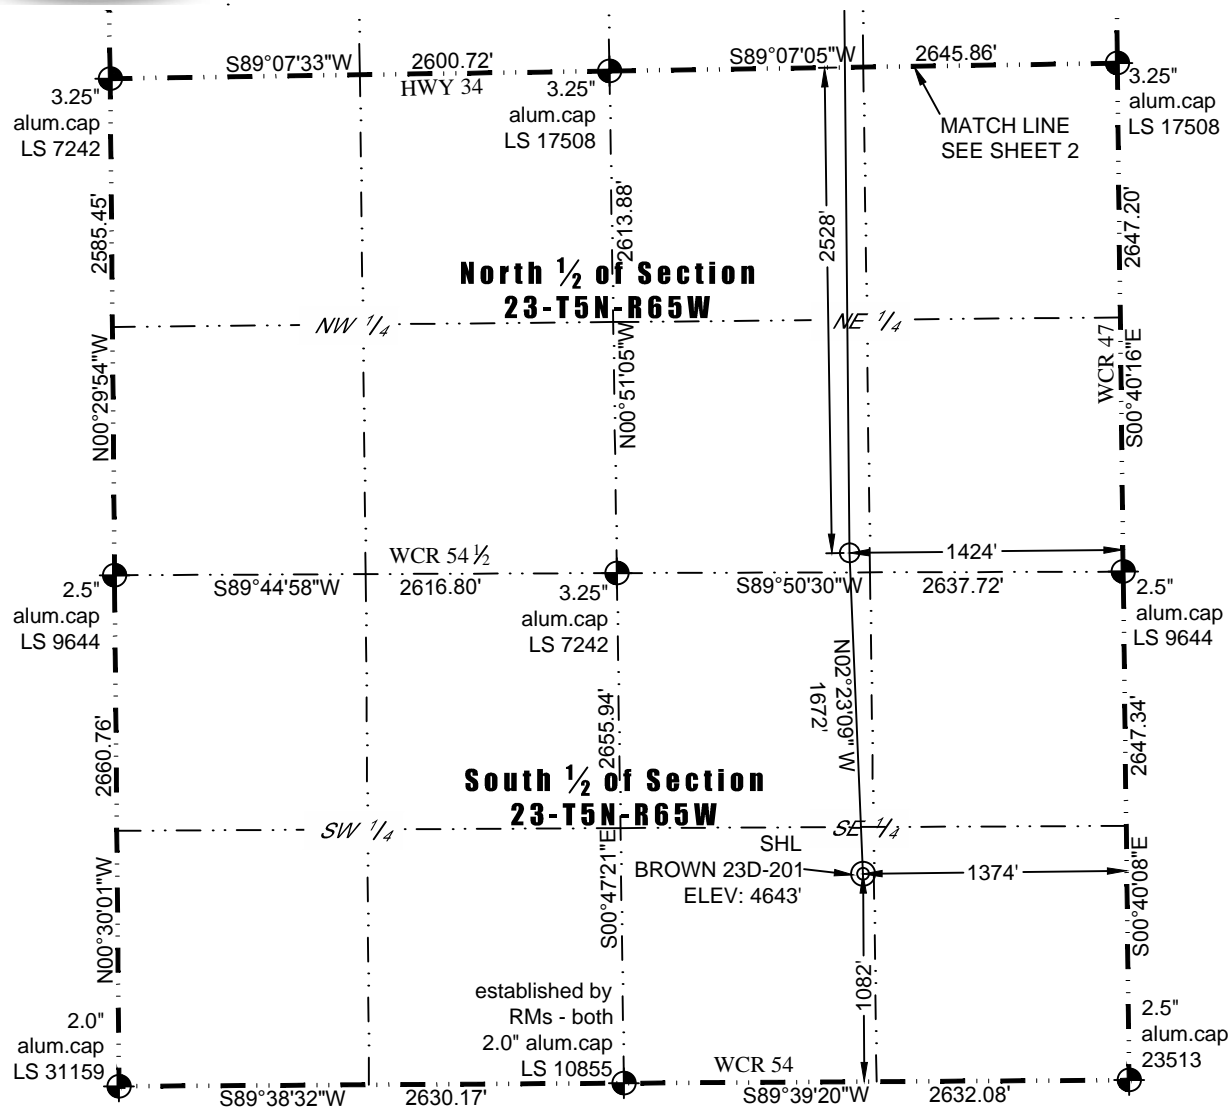 S89°07'33"W 2600.72'
S89°07'05"W 2645.86'
HWY 34
3.25"
alum.cap
LS 7242
3.25"
alum.cap
LS 17508
3.25"
alum.cap
LS 17508
MATCH LINE
SEE SHEET 2
2585.45'
N00°29'54"W
2613.88'
N00°51'05"W
2528'
2647.20'
S00°40'16"E
WCR 47
North ½ of Section
23-T5N-R65W
NW 1/4
NE 1/4
1424'
WCR 54 ½
S89°44'58"W 2616.80'
S89°50'30"W 2637.72'
2.5"
alum.cap
LS 9644
3.25"
alum.cap
LS 7242
2.5"
alum.cap
LS 9644
N02°23'09" W
1672'
2660.76'
N00°30'01"W
2655.94'
S00°47'21"E
2647.34'
S00°40'08"E
South ½ of Section
23-T5N-R65W
SW 1/4
SE 1/4
SHL
BROWN 23D-201
ELEV: 4643'
1374'
1082'
2.0"
alum.cap
LS 31159
established by
RMs - both
2.0" alum.cap
LS 10855
2.5"
alum.cap
23513
WCR 54
S89°38'32"W 2630.17'
S89°39'20"W 2632.08'